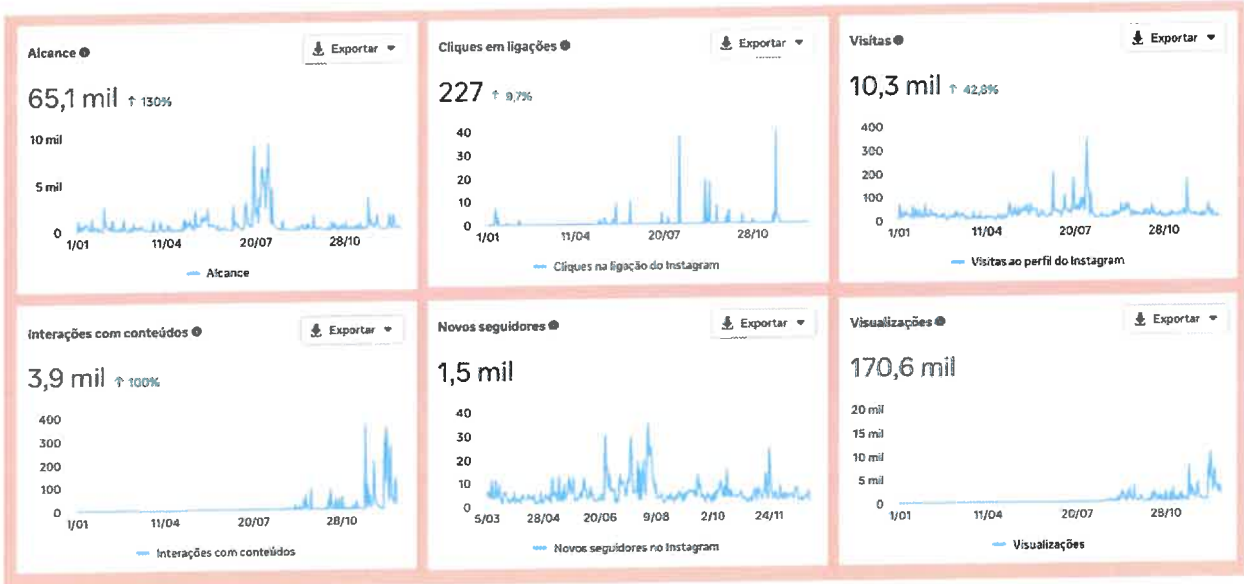 Alcance
Exportar
65,1 mil ↑ 130%
10 mil
5 mil
0
1/01 11/04 20/07 28/10
Alcance
Cliques em ligações
Exportar
227 ↑ 9,7%
40
30
20
10
0
1/01 11/04 20/07 28/10
Cliques na ligação do Instagram
Visitas
Exportar
10,3 mil ↑ 42,8%
400
300
200
100
0
1/01 11/04 20/07 28/10
Visitas ao perfil do Instagram
Interações com conteúdos
Exportar
3,9 mil ↑ 100%
400
300
200
100
0
1/01 11/04 20/07 28/10
Interações com conteúdos
Novos seguidores
Exportar
1,5 mil
40
30
20
10
0
5/03 28/04 20/06 9/08 2/10 24/11
Novos seguidores no Instagram
Visualizações
Exportar
170,6 mil
20 mil
15 mil
10 mil
5 mil
0
1/01 11/04 20/07 28/10
Visualizações